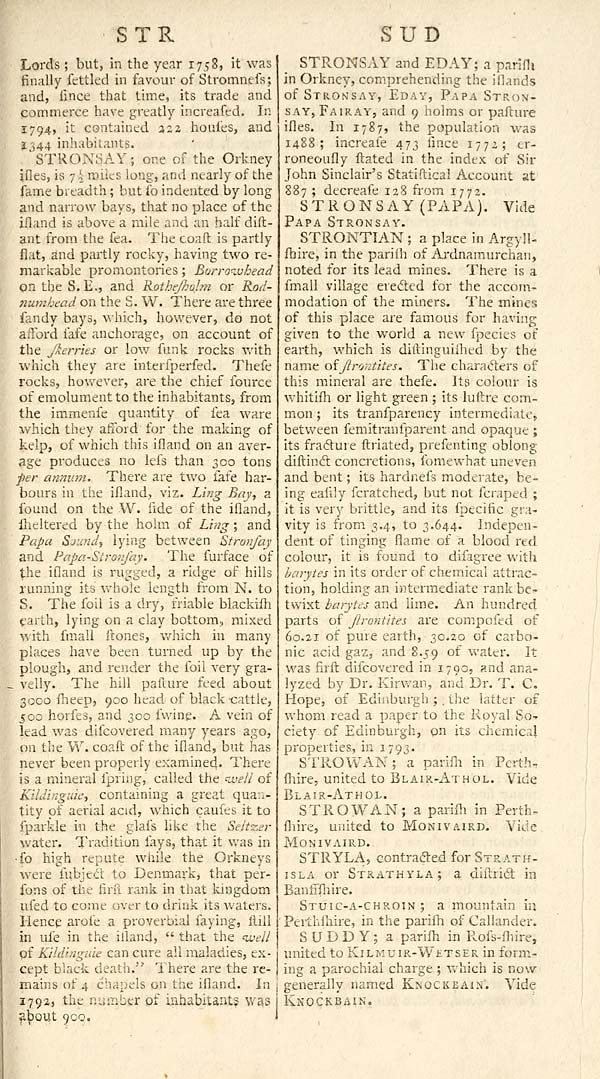 STR
SUD
Lords; but, in the year 1758, it was
finally ſettled in favour of Stromneſs;
and, ſince that time, its trade and
commerce have greatly increaſed. In
1794, it contained 222 houſes, and
1344 inhabitants.
STRONSAY; one of the Orkney
iſles, is 7½ miles long, and nearly of the
ſame breadth; but ſo indented by long
and narrow bays, that no place of the
iſland is above a mile and an half diſt-
ant from the ſea. The coaſt is partly
flat, and partly rocky, having two re-
markable promontories; Borrowhead
on the S. E., and Rotheſholm or Rod-
numhead on the S. W. There are three
ſandy bays, which, however, do not
afford ſafe anchorage, on account of
the ſkerries or low ſunk rocks with
which they are interſperſed. Theſe
rocks, however, are the chief ſource
of emolument to the inhabitants, from
the immenſe quantity of ſea ware
which they afford for the making of
kelp, of which this iſland on an aver-
age produces no leſs than 300 tons
per annum. There are two ſafe har-
bours in the iſland, viz. Ling Bay, a
ſound on the W. ſide of the iſland,
ſheltered by the holm of Ling; and
Papa Sound, lying between Stronſay
and Papa-Stronſay. The ſurface of
the iſland is rugged, a ridge of hills
running its whole length from N. to
S. The ſoil is a dry, friable blackiſh
earth, lying on a clay bottom, mixed
with ſmall ſtones, which in many
places have been turned up by the
plough, and render the ſoil very gra-
velly. The hill paſture feed about
3000 ſheep, 900 head of black cattle,
500 horſes, and 300 ſwine. A vein of
lead was diſcovered many years ago,
on the W. coaſt of the iſland, but has
never been properly examined. There
is a mineral ſpring, called the well of
Kildinguie, containing a great quan-
tity of aerial acid, which cauſes it to
ſparkle in the glaſs like the Seltzer
water. Tradition ſays, that it was in
ſo high repute while the Orkneys
were ſubject to Denmark, that per-
ſons of the firſt rank in that kingdom
uſed to come over to drink its waters.
Hence aroſe a proverbial ſaying, ſtill
in uſe in the iſland, "that the well
of Kildinguie can cure all maladies, ex-
cept black death." There are the re-
mains of 4 chapels on the iſland. In
1792, the number of inhabitants was
about 900.
STRONSAY and EDAY; a pariſh
in Orkney, comprehending the iſlands
of STRONSAY, EDAY, PAPA STRON-
SAY, FAIRAY, and 9 holms or paſture
iſles. In 1787, the population was
1488; increaſe 473 ſince 1772; er-
roneouſly ſtated in the index of Sir
John Sinclair's Statiſtical Account at
887; decreaſe 128 from 1772.
STRONSAY (PAPA). Vide
PAPA STRONSAY.
STRONTIAN; a place in Argyll-
ſhire, in the pariſh of Ardnamurchan,
noted for its lead mines. There is a
ſmall village erected for the accom-
modation of the miners. The mines
of this place are famous for having
given to the world a new ſpecies of
earth, which is diſtinguiſhed by the
name of ſtrontites. The characters of
this mineral are theſe. Its colour is
whitiſh or light green; its luſtre com-
mon; its tranſparency intermediate,
between ſemitranſparent and opaque;
its fracture ſtriated, preſenting oblong
diſtinct concretions, ſomewhat uneven
and bent; its hardneſs moderate, be-
ing eaſily ſcratched, but not ſcraped;
it is very brittle, and its ſpecific gra-
vity is from 3.4, to 3.644. Indepen-
dent of tinging flame of a blood red
colour, it is found to diſagree with
barytes in its order of chemical attrac-
tion, holding an intermediate rank be-
twixt barytes and lime. An hundred
parts of ſtrontites are compoſed of
60.21 of pure earth, 30.20 of carbo-
nic acid gaz, and 8.59 of water. It
was firſt diſcovered in 1790, and ana-
lyzed by Dr. Kirwan, and Dr. T. C.
Hope, of Edinburgh; the latter of
whom read a paper to the Royal So-
ciety of Edinburgh, on its chemical
properties, in 1793.
STROWAN; a pariſh in Perth-
ſhire, united to BLAIR-ATHOL. Vide
BLAIR-ATHOL.
STROWAN; a pariſh in Perth-
ſhire, united to MONIVAIRD. Vide
MONIVAIRD.
STRYLA, contracted for STRATH-
ISLA or STRATHYLA; a diſtrict in
Banffſhire.
STUIC-A-CHROIN; a mountain in
Perthſhire, in the pariſh of Callander.
SUDDY; a pariſh in Roſs-ſhire,
united to KILMUIR-WETSER in form-
ing a parochial charge; which is now
generally named KNOCKEAIN. Vide
KNOCKBAIN.